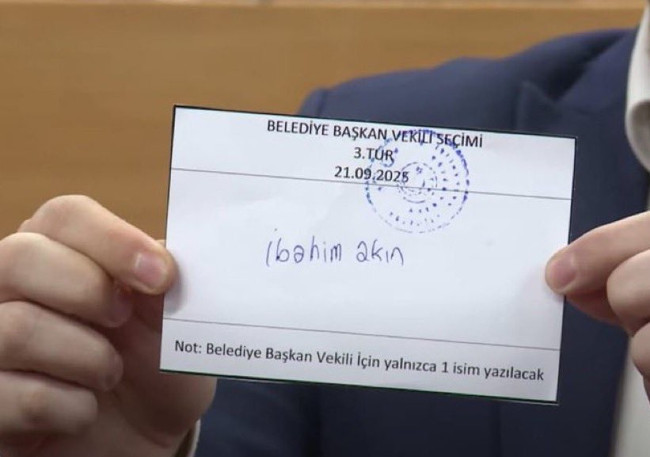 BELEDİYE BAŞKAN VEKİLİ SEÇİMİ
3.TUR
21.09.2025
ibahim akın
Not: Belediye Başkan Vekili İçin yalnızca 1 isim yazılacak